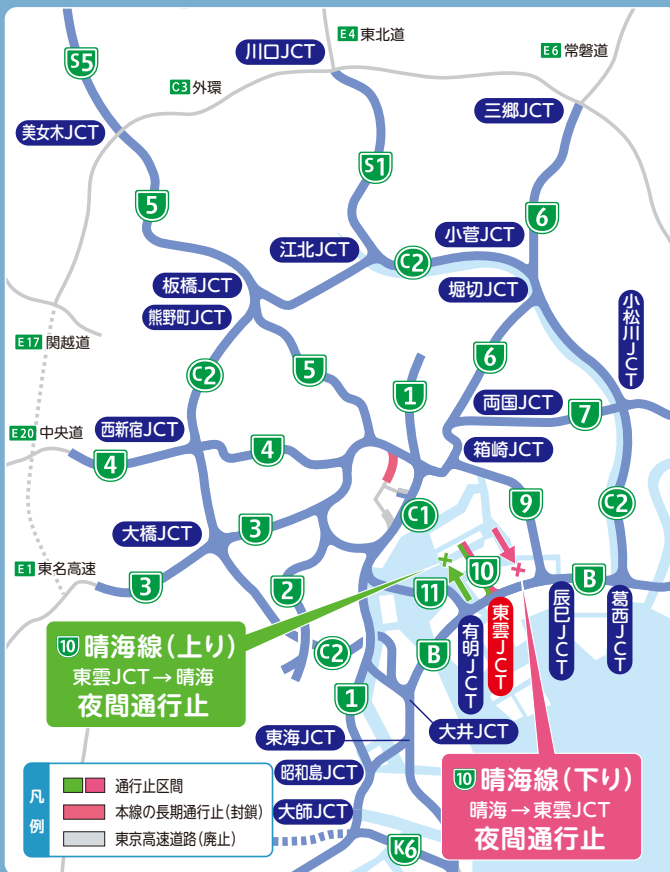 E4 東北道
川口JCT
E6 常磐道
S5
C3 外環
三郷JCT
美女木JCT
S1
5
6
江北JCT
小菅JCT
C2
板橋JCT
堀切JCT
熊野町JCT
小松川JCT
E17 関越道
5
6
C2
1
両国JCT
7
E20 中央道
西新宿JCT
4
4
箱崎JCT
9
C2
C1
大橋JCT
3
10
E1 東名高速
3
2
11
B
東雲JCT
辰巳JCT
葛西JCT
有明JCT
10 晴海線(上り)
東雲JCT→晴海
夜間通行止
C2
B
1
大井JCT
東海JCT
昭和島JCT
大師JCT
K6
10 晴海線(下り)
晴海→東雲JCT
夜間通行止
凡例
通行止区間
本線の長期通行止(封鎖)
東京高速道路(廃止)